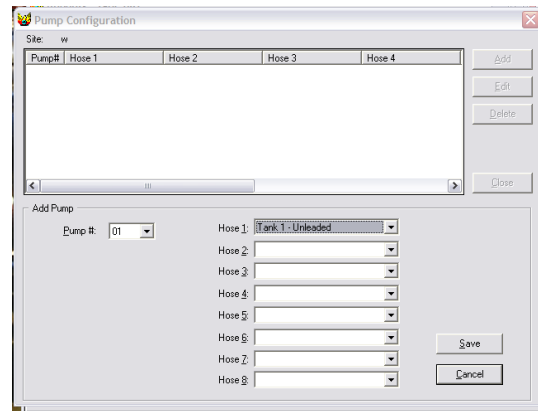 Pump Configuration
Site: w
Pump# Hose 1 Hose 2 Hose 3 Hose 4
Add
Edit
Delete
Close
Add Pump
Pump #: 01
Hose 1: Tank 1 - Unleaded
Hose 2:
Hose 3:
Hose 4:
Hose 5:
Hose 6:
Hose 7:
Hose 8:
Save
Cancel